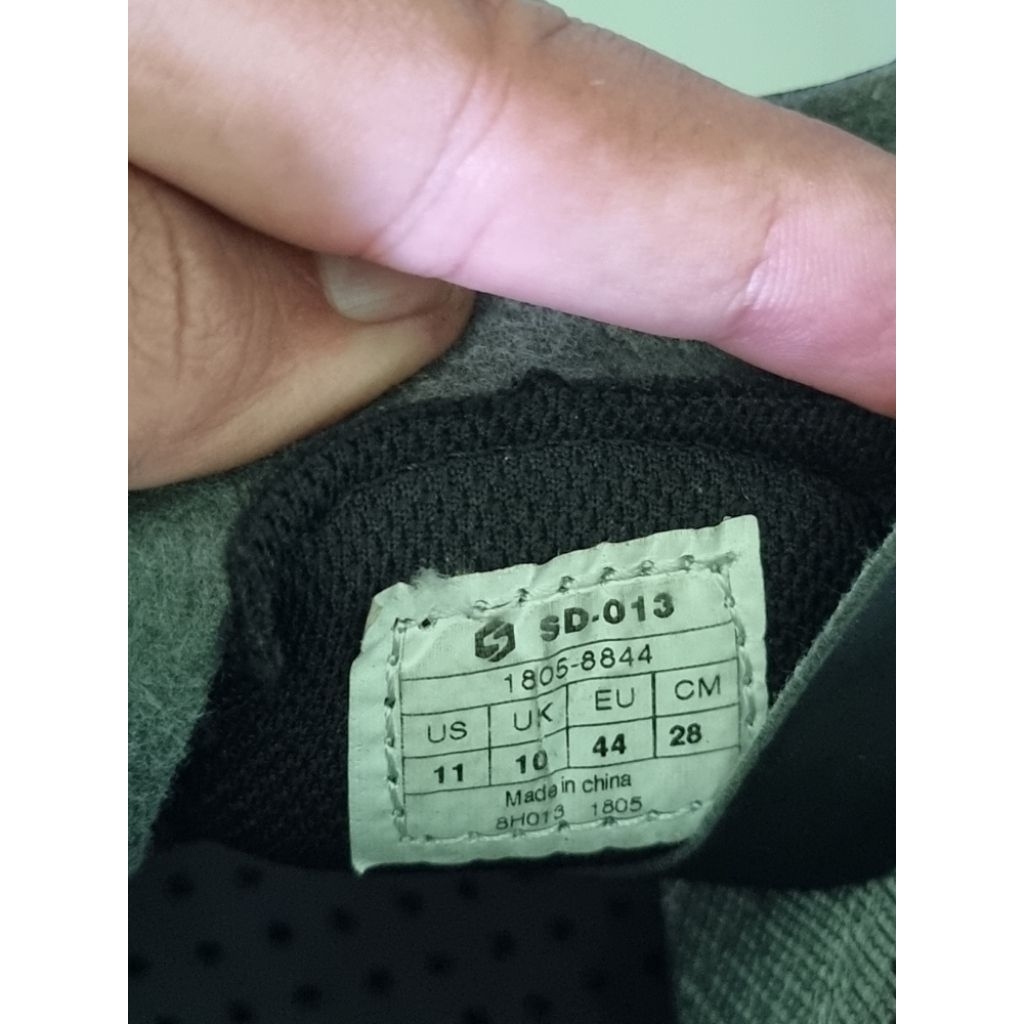 SD-013
1805-8844
US UK EU CM
11 10 44 28
Made in china
8H013 1805